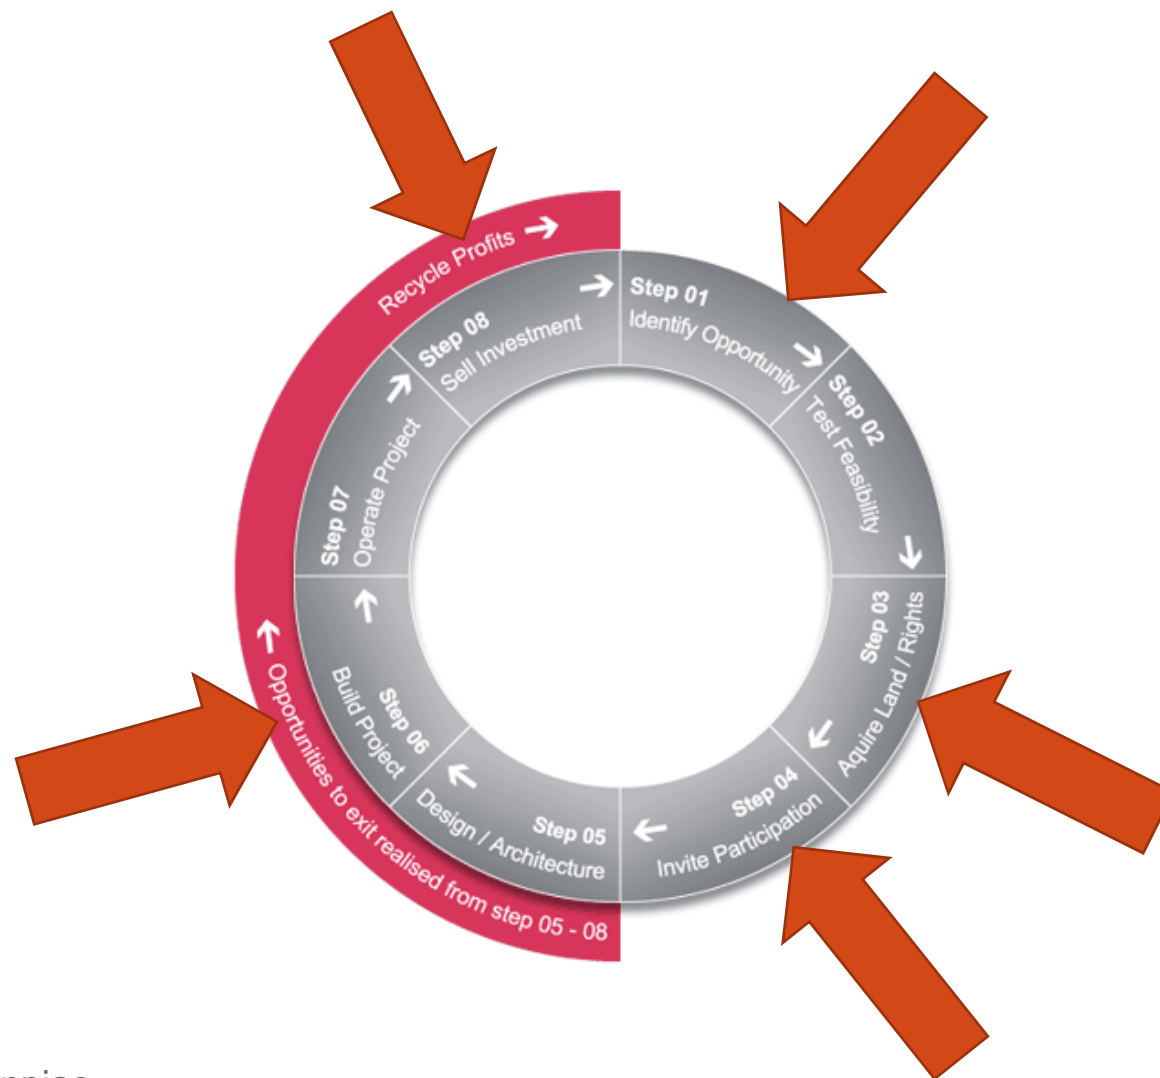 Step 01
Identify Opportunity
Step 02
Test Feasibility
Step 03
Aquire Land / Rights
Step 04
Invite Participation
Step 05
Design / Architecture
Step 06
Build Project
Step 07
Operate Project
Step 08
Sell Investment
Opportunities to exit realised from step 05 - 08
Recycle Profits